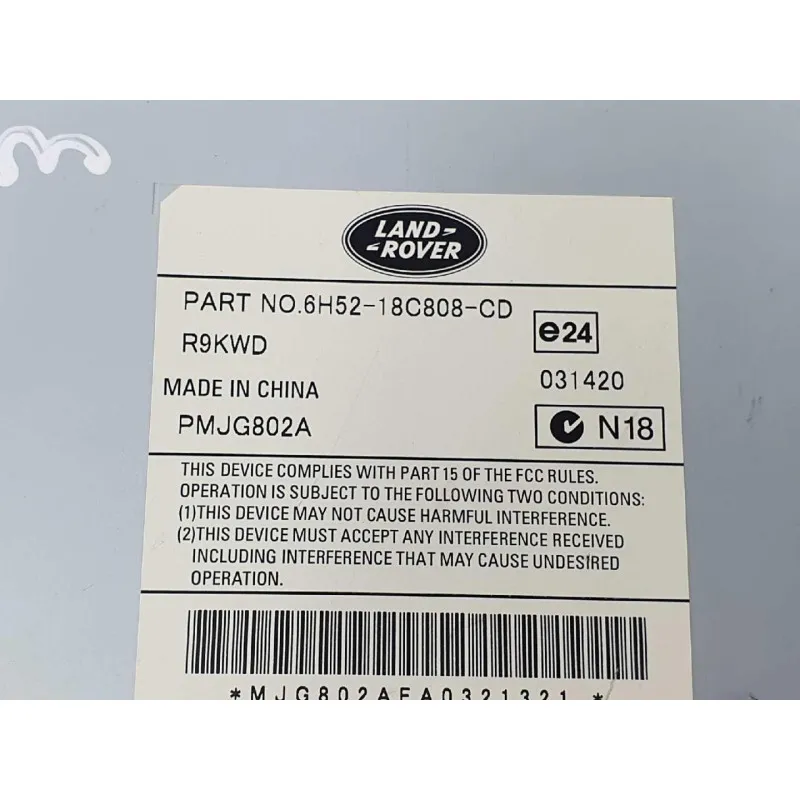 LAND-
-ROVER
PART NO.6H52-18C808-CD
R9KWD
e24
MADE IN CHINA
031420
PMJG802A
N18
THIS DEVICE COMPLIES WITH PART 15 OF THE FCC RULES.
OPERATION IS SUBJECT TO THE FOLLOWING TWO CONDITIONS:
(1)THIS DEVICE MAY NOT CAUSE HARMFUL INTERFERENCE.
(2)THIS DEVICE MUST ACCEPT ANY INTERFERENCE RECEIVED
INCLUDING INTERFERENCE THAT MAY CAUSE UNDESIRED
OPERATION.
*MJG802AEA0321321*